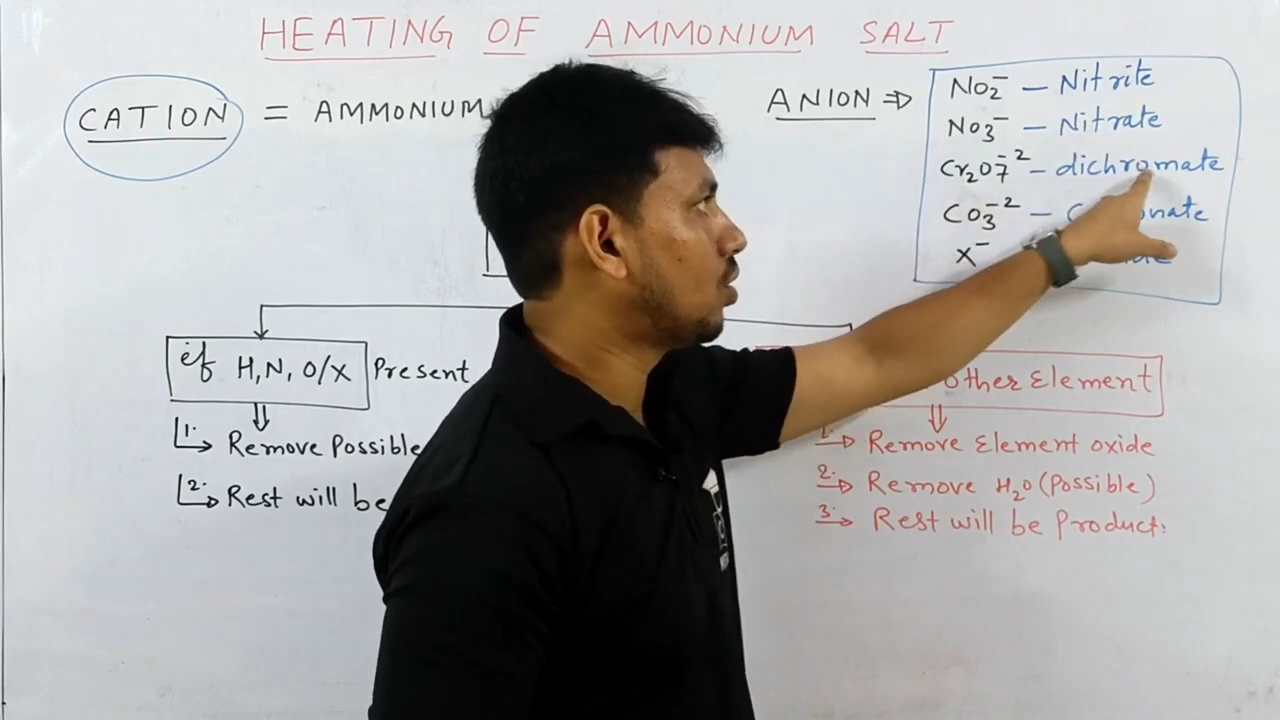 HEATING OF AMMONIUM SALT
CATION = AMMONIUM
ANION ⇒
NO₂⁻ – Nitrite
NO₃⁻ – Nitrate
Cr₂O₇⁻² – dichromate
CO₃⁻² –
X⁻
if H, N, O/X Present
1. Remove Possible
2. Rest will be
other Element
1. Remove Element oxide
2. Remove H₂O (Possible)
3. Rest will be Product: